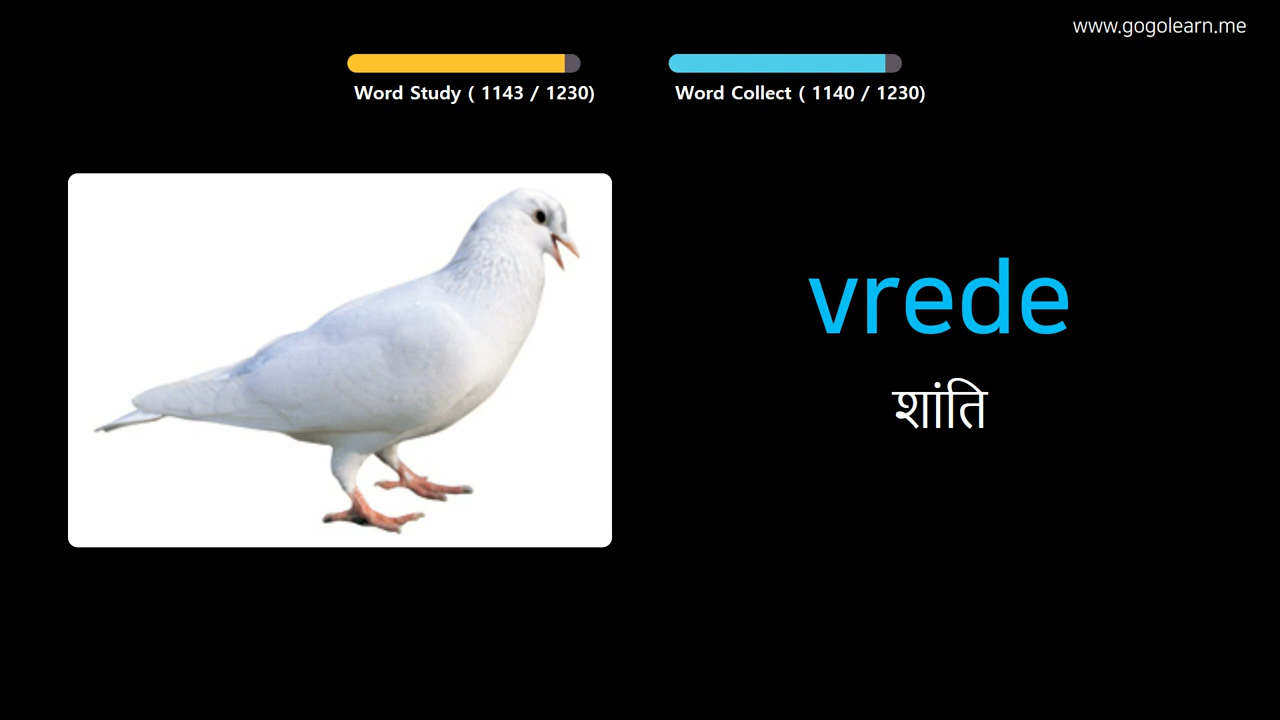 www.gogolearn.me
Word Study ( 1143 / 1230)
Word Collect ( 1140 / 1230)
vrede
शांति